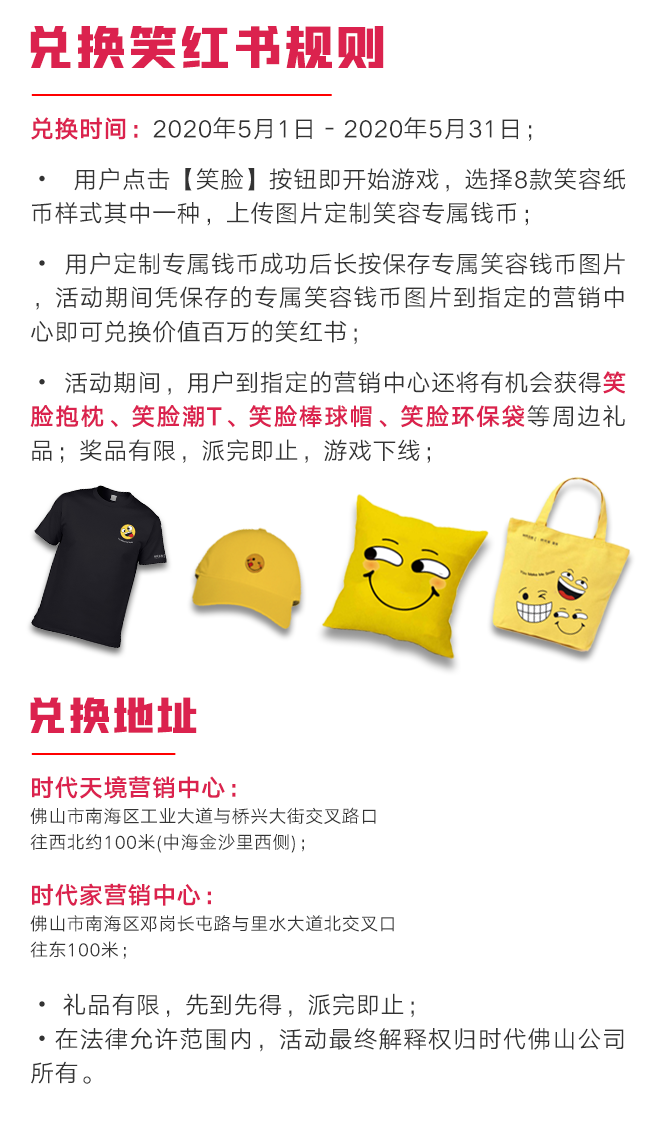 兑换笑红书规则
兑换时间：2020年5月1日 - 2020年5月31日；
• 用户点击【笑脸】按钮即开始游戏，选择8款笑容纸
币样式其中一种，上传图片定制笑容专属钱币；
• 用户定制专属钱币成功后长按保存专属笑容钱币图片
，活动期间凭保存的专属笑容钱币图片到指定的营销中
心即可兑换价值百万的笑红书；
• 活动期间，用户到指定的营销中心还将有机会获得笑
脸抱枕、笑脸潮T、笑脸棒球帽、笑脸环保袋等周边礼
品；奖品有限，派完即止，游戏下线；
You Make Me Smile
兑换地址
时代天境营销中心：
佛山市南海区工业大道与桥兴大街交叉路口
往西北约100米(中海金沙里西侧)；
时代家营销中心：
佛山市南海区邓岗长屯路与里水大道北交叉口
往东100米；
• 礼品有限，先到先得，派完即止；
•在法律允许范围内，活动最终解释权归时代佛山公司
所有。